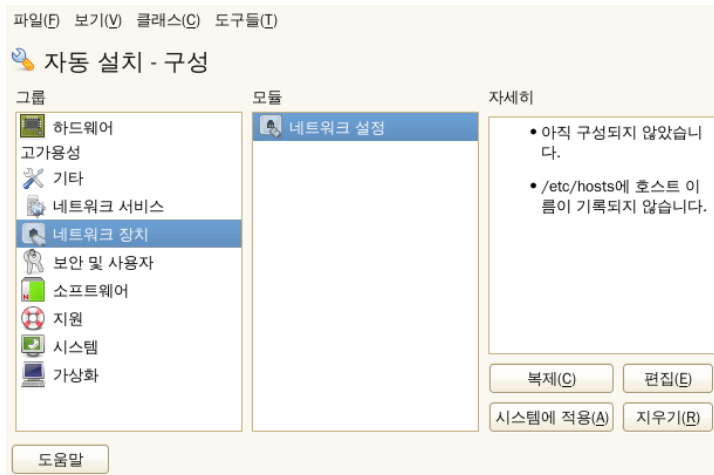 파일(F) 보기(V) 클래스(C) 도구들(T)
자동 설치 - 구성
그룹
하드웨어
고가용성
기타
네트워크 서비스
네트워크 장치
보안 및 사용자
소프트웨어
지원
시스템
가상화
모듈
네트워크 설정
자세히
• 아직 구성되지 않았습니
다.
• /etc/hosts에 호스트 이
름이 기록되지 않습니다.
복제(C) 편집(E)
시스템에 적용(A) 지우기(R)
도움말